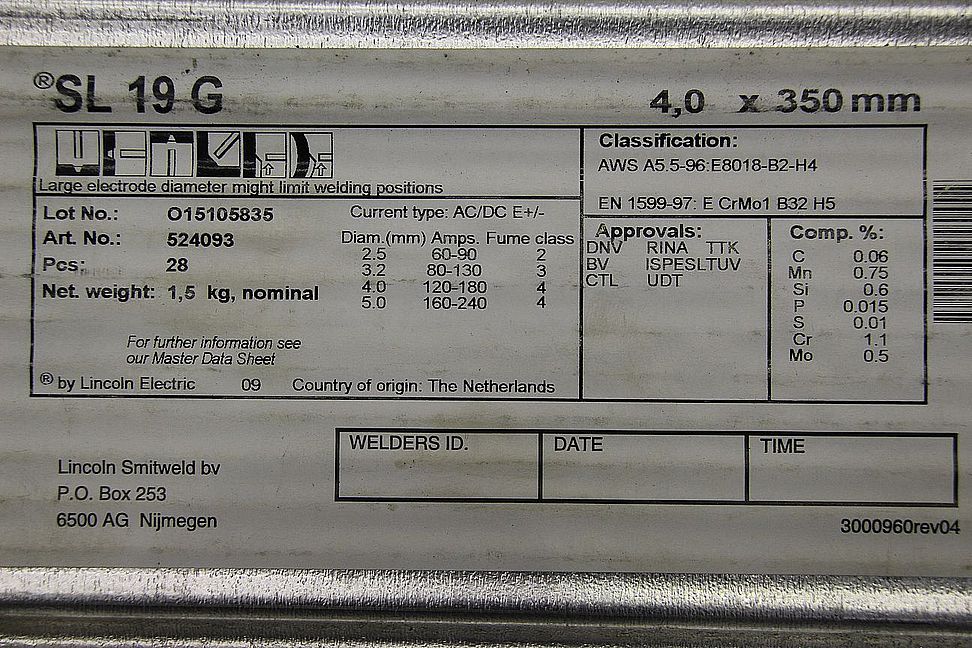 ®SL 19 G
4,0 x 350 mm
Large electrode diameter might limit welding positions
Lot No.: O15105835
Art. No.: 524093
Pcs: 28
Net. weight: 1,5 kg, nominal
Current type: AC/DC E+/-
Diam.(mm) Amps. Fume class
2.5 60-90 2
3.2 80-130 3
4.0 120-180 4
5.0 160-240 4
For further information see
our Master Data Sheet
® by Lincoln Electric 09 Country of origin: The Netherlands
Classification:
AWS A5.5-96:E8018-B2-H4
EN 1599-97: E CrMo1 B32 H5
Approvals:
DNV RINA TTK
BV ISPESLTUV
CTL UDT
Comp. %:
C 0.06
Mn 0.75
Si 0.6
P 0.015
S 0.01
Cr 1.1
Mo 0.5
WELDERS ID. DATE TIME
Lincoln Smitweld bv
P.O. Box 253
6500 AG Nijmegen
3000960rev04